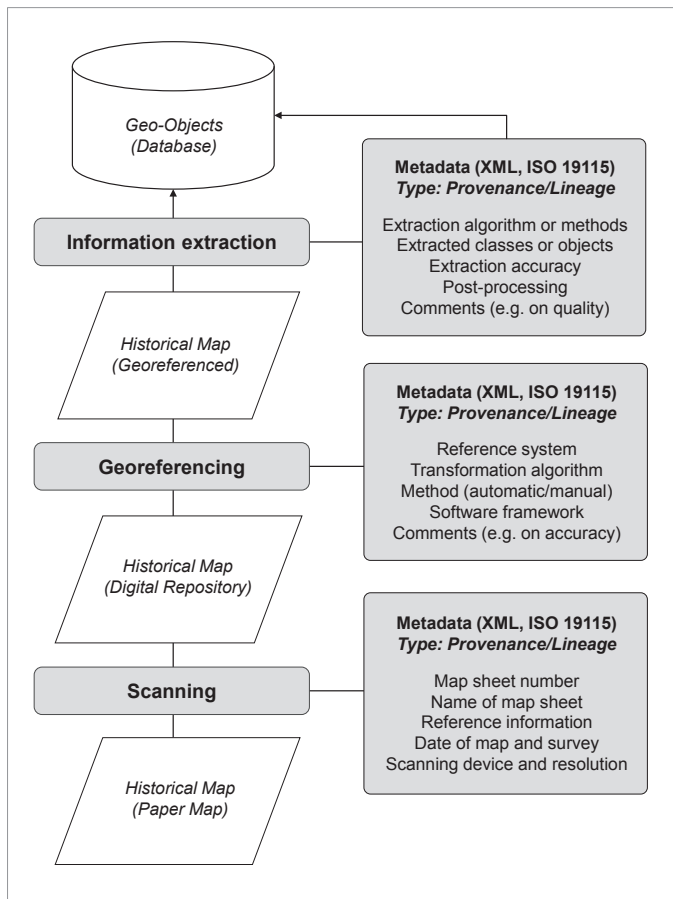 Geo-Objects
(Database)
Metadata (XML, ISO 19115)
Type: Provenance/Lineage
Extraction algorithm or methods
Extracted classes or objects
Extraction accuracy
Post-processing
Comments (e.g. on quality)
Information extraction
Historical Map
(Georeferenced)
Metadata (XML, ISO 19115)
Type: Provenance/Lineage
Reference system
Transformation algorithm
Method (automatic/manual)
Software framework
Comments (e.g. on accuracy)
Georeferencing
Historical Map
(Digital Repository)
Metadata (XML, ISO 19115)
Type: Provenance/Lineage
Map sheet number
Name of map sheet
Reference information
Date of map and survey
Scanning device and resolution
Scanning
Historical Map
(Paper Map)